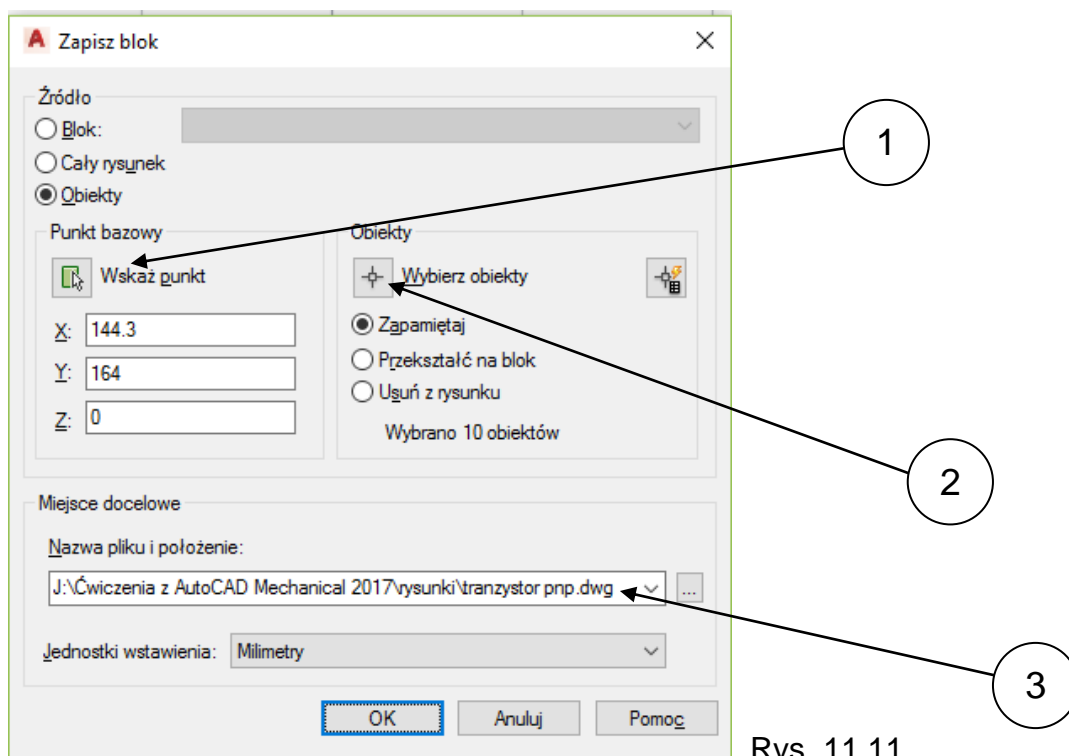 Zapisz blok
Źródło
Blok:
Cały rysunek
Obiekty
1
Punkt bazowy
Wskaż punkt
X: 144.3
Y: 164
Z: 0
Obiekty
Wybierz obiekty
Zapamiętaj
Przekształć na blok
Usuń z rysunku
Wybrano 10 obiektów
2
Miejsce docelowe
Nazwa pliku i położenie:
J:\Ćwiczenia z AutoCAD Mechanical 2017\rysunki\tranzystor pnp.dwg ...
Jednostki wstawienia: Milimetry
3
OK Anuluj Pomoc
Rys. 11.11